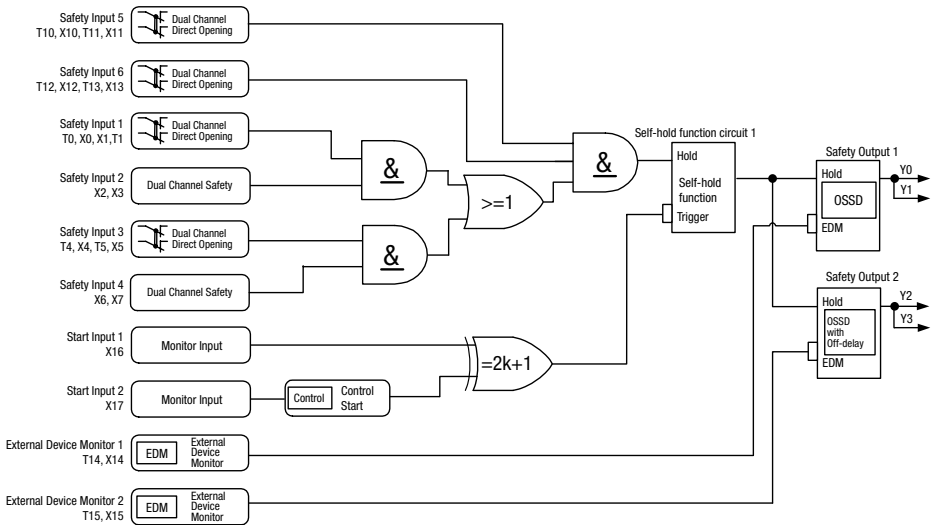 Safety Input 5
T10, X10, T11, X11
Dual Channel
Direct Opening
Safety Input 6
T12, X12, T13, X13
Dual Channel
Direct Opening
Safety Input 1
T0, X0, X1,T1
Dual Channel
Direct Opening
Safety Input 2
X2, X3
Dual Channel Safety
Safety Input 3
T4, X4, T5, X5
Dual Channel
Direct Opening
Safety Input 4
X6, X7
Dual Channel Safety
Start Input 1
X16
Monitor Input
Start Input 2
X17
Monitor Input
Control
Control
Start
External Device Monitor 1
T14, X14
EDM
External
Device
Monitor
External Device Monitor 2
T15, X15
EDM
External
Device
Monitor
&
&
>=1
&
=2k+1
Self-hold function circuit 1
Hold
Self-hold
function
Trigger
Safety Output 1
Hold
OSSD
EDM
Y0
Y1
Safety Output 2
Hold
OSSD
with
Off-delay
EDM
Y2
Y3